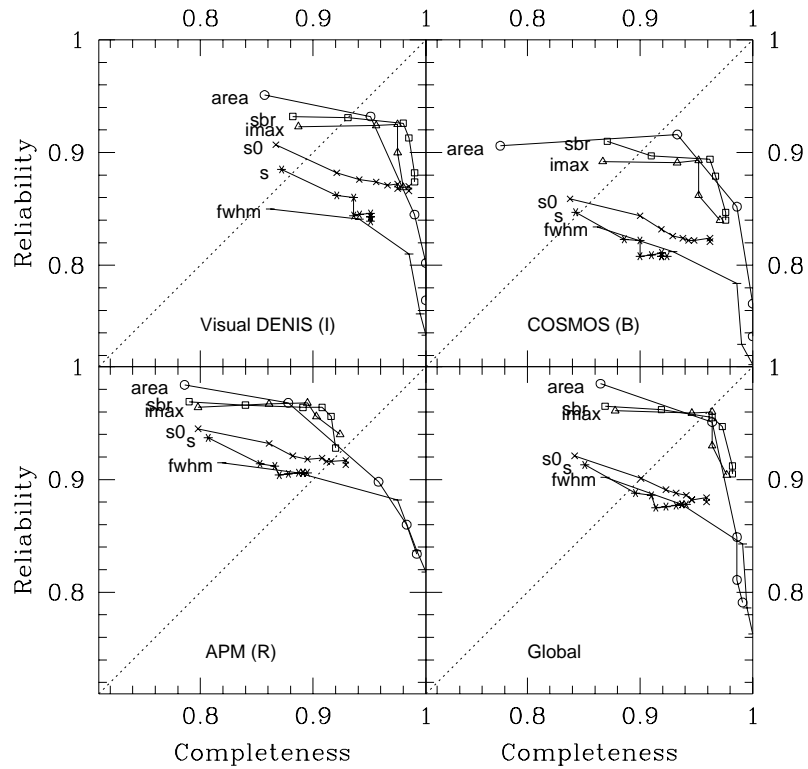 0.8 0.9 1 0.8 0.9 1
1 1
Reliability
0.9 0.9
0.8 0.8
area
sbr
imax
s0
s
fwhm
Visual DENIS (I)
area
sbr
imax
s0
s
fwhm
COSMOS (B)
1 1
Reliability
0.9 0.9
0.8 0.8
area
sbr
imax
s0
s
fwhm
APM (R)
area
sbr
imax
s0
s
fwhm
Global
0.8 0.9 1 0.8 0.9 1
Completeness Completeness